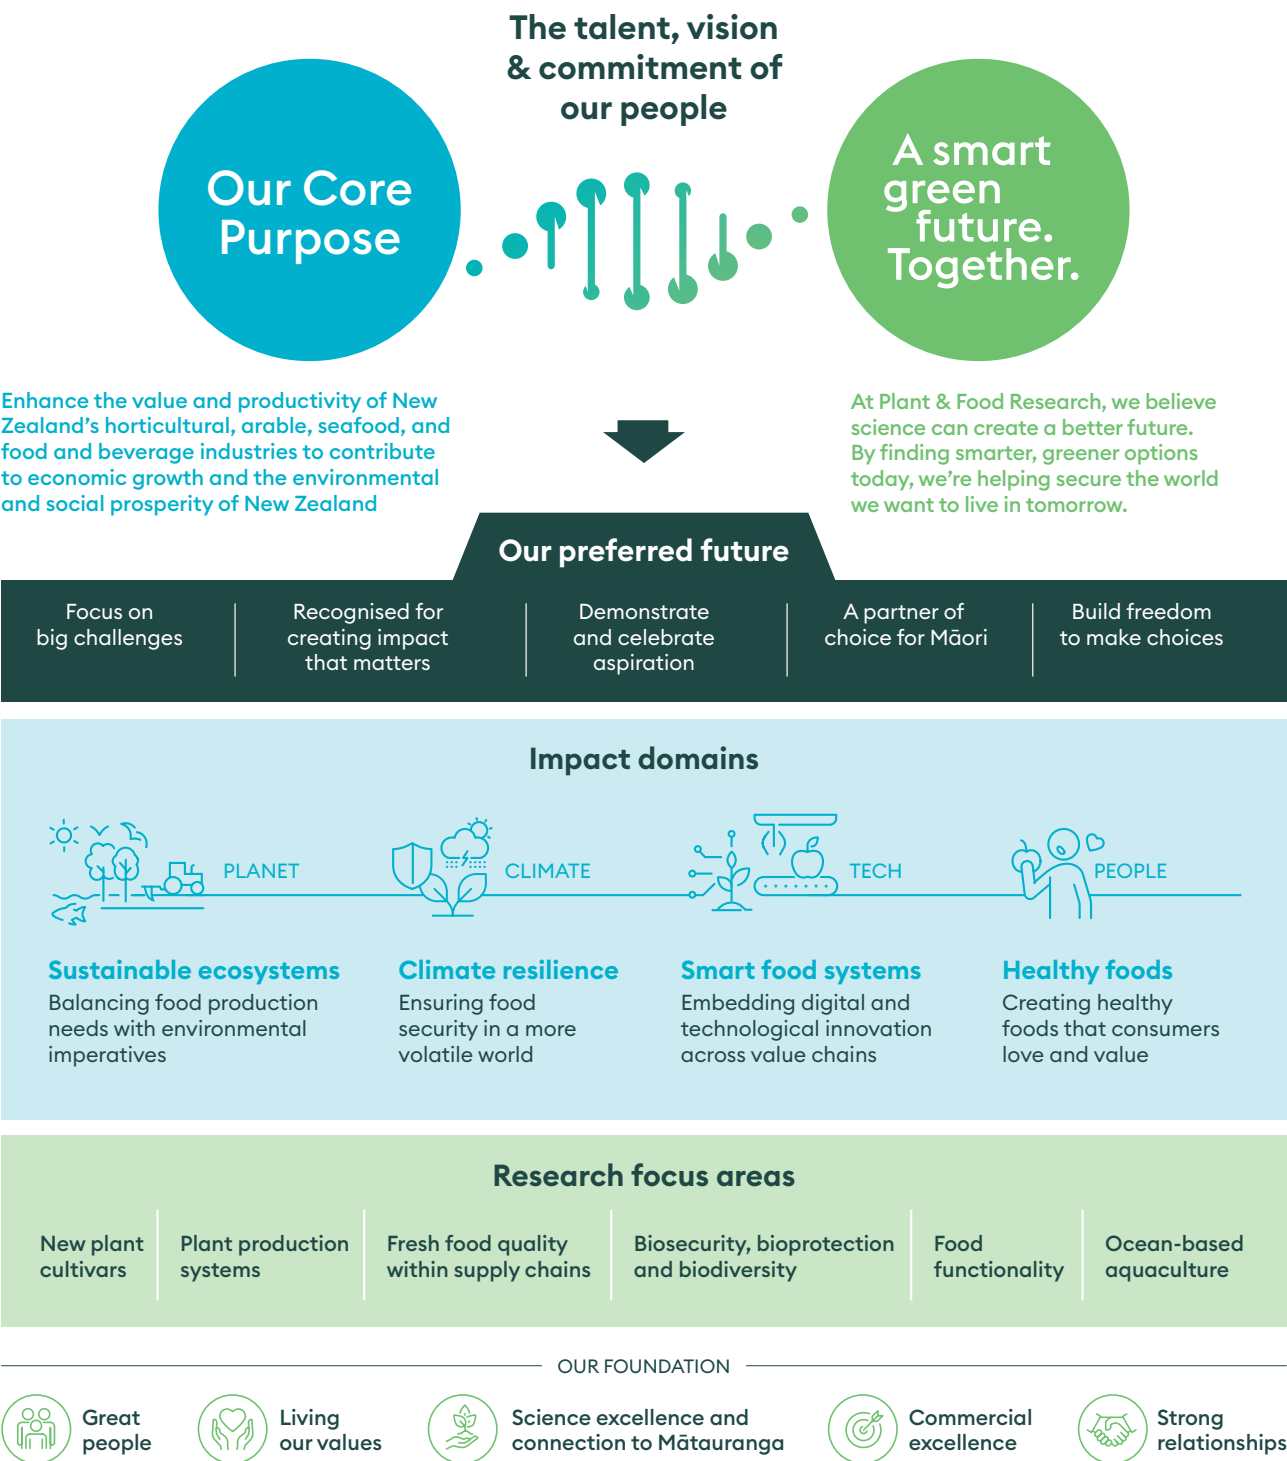 The talent, vision
& commitment of
our people
Our Core
Purpose
A smart
green
future.
Together.
Enhance the value and productivity of New
Zealand’s horticultural, arable, seafood, and
food and beverage industries to contribute
to economic growth and the environmental
and social prosperity of New Zealand
At Plant & Food Research, we believe
science can create a better future.
By finding smarter, greener options
today, we’re helping secure the world
we want to live in tomorrow.
Our preferred future
Focus on
big challenges
Recognised for
creating impact
that matters
Demonstrate
and celebrate
aspiration
A partner of
choice for Māori
Build freedom
to make choices
Impact domains
PLANET
CLIMATE
TECH
PEOPLE
Sustainable ecosystems
Balancing food production
needs with environmental
imperatives
Climate resilience
Ensuring food
security in a more
volatile world
Smart food systems
Embedding digital and
technological innovation
across value chains
Healthy foods
Creating healthy
foods that consumers
love and value
Research focus areas
New plant
cultivars
Plant production
systems
Fresh food quality
within supply chains
Biosecurity, bioprotection
and biodiversity
Food
functionality
Ocean-based
aquaculture
OUR FOUNDATION
Great
people
Living
our values
Science excellence and
connection to Mātauranga
Commercial
excellence
Strong
relationships